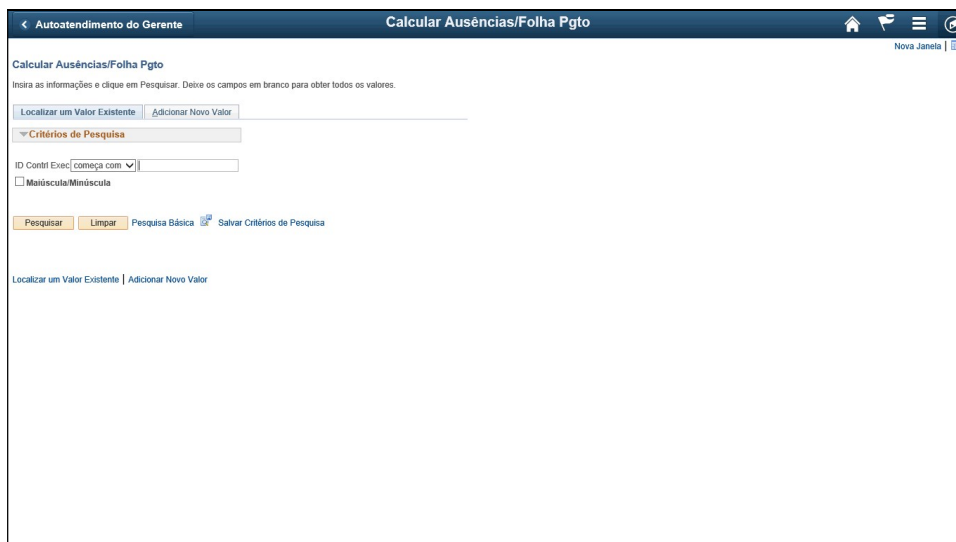 Autoatendimento do Gerente
Calcular Ausências/Folha Pgto
Nova Janela |
Calcular Ausências/Folha Pgto
Insira as informações e clique em Pesquisar. Deixe os campos em branco para obter todos os valores.
Localizar um Valor Existente Adicionar Novo Valor
Critérios de Pesquisa
ID Contrl Exec começa com
Maiúscula/Minúscula
Pesquisar Limpar Pesquisa Básica Salvar Critérios de Pesquisa
Localizar um Valor Existente | Adicionar Novo Valor